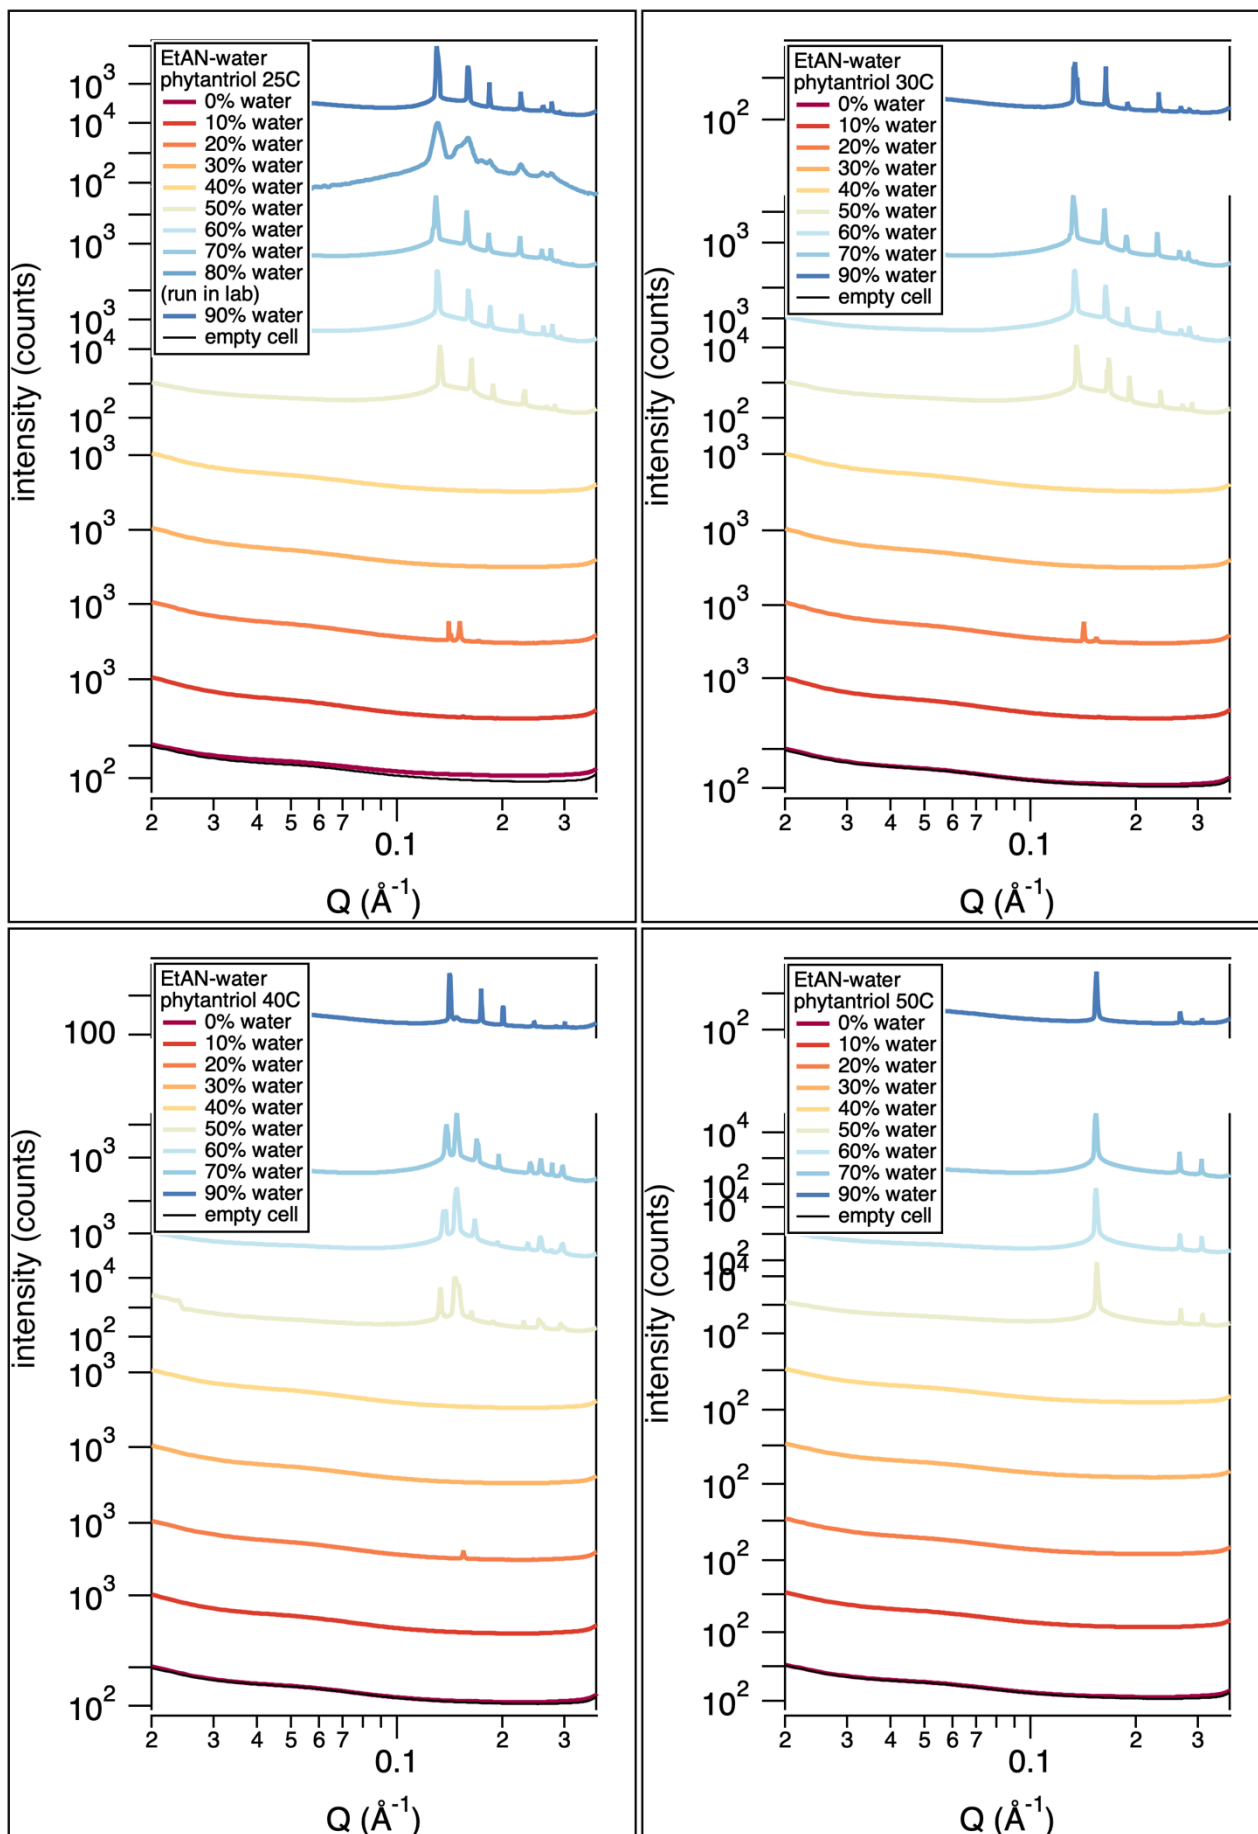 EtAN-water
phytantriol 25C
0% water
10% water
20% water
30% water
40% water
50% water
60% water
70% water
80% water
(run in lab)
90% water
empty cell
intensity (counts)
10³
10⁴
10²
10³
10³
10⁴
10²
10³
10³
10³
10³
10²
2 3 4 5 6 7 0.1 2 3
Q (Å⁻¹)
EtAN-water
phytantriol 30C
0% water
10% water
20% water
30% water
40% water
50% water
60% water
70% water
90% water
empty cell
intensity (counts)
10²
10³
10³
10⁴
10²
10³
10³
10³
10³
10²
2 3 4 5 6 7 0.1 2 3
Q (Å⁻¹)
EtAN-water
phytantriol 40C
0% water
10% water
20% water
30% water
40% water
50% water
60% water
70% water
90% water
empty cell
intensity (counts)
100
10³
10³
10⁴
10²
10³
10³
10³
10³
10²
2 3 4 5 6 7 0.1 2 3
Q (Å⁻¹)
EtAN-water
phytantriol 50C
0% water
10% water
20% water
30% water
40% water
50% water
60% water
70% water
90% water
empty cell
intensity (counts)
10²
10⁴
10²
10⁴
10²
10⁴
10²
10²
10²
10²
10²
10²
2 3 4 5 6 7 0.1 2 3
Q (Å⁻¹)